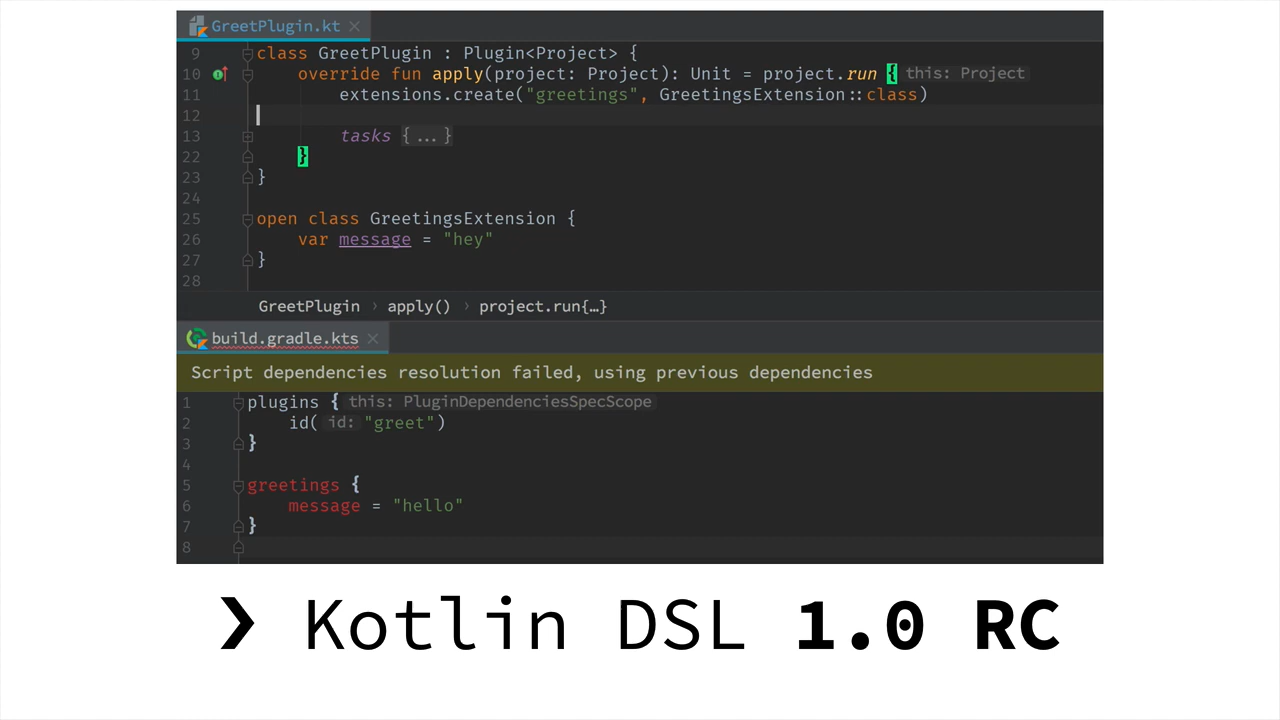 GreetPlugin.kt
9 class GreetPlugin : Plugin<Project> {
10 override fun apply(project: Project): Unit = project.run { this: Project
11 extensions.create("greetings", GreetingsExtension::class)
12
13 tasks {...}
22 }
23 }
24
25 open class GreetingsExtension {
26 var message = "hey"
27 }
28
GreetPlugin › apply() › project.run{…}
build.gradle.kts
Script dependencies resolution failed, using previous dependencies
1 plugins { this: PluginDependenciesSpecScope
2 id( id: "greet")
3 }
4
5 greetings {
6 message = "hello"
7 }
8
❯ Kotlin DSL 1.0 RC